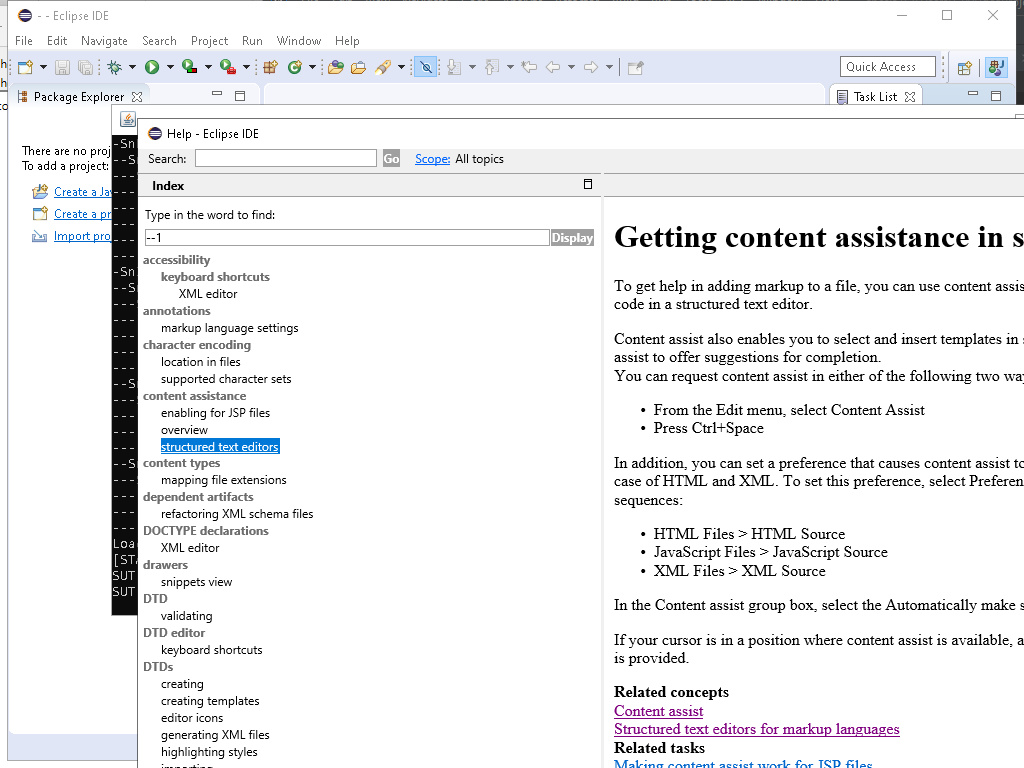 - - Eclipse IDE
File Edit Navigate Search Project Run Window Help
Quick Access
Package Explorer
Task List
There are no proj
To add a project:
Create a Ja
Create a pr
Import pro
Help - Eclipse IDE
Search:
Go
Scope: All topics
Index
Type in the word to find:
--1
Display
accessibility
keyboard shortcuts
XML editor
annotations
markup language settings
character encoding
location in files
supported character sets
content assistance
enabling for JSP files
overview
structured text editors
content types
mapping file extensions
dependent artifacts
refactoring XML schema files
DOCTYPE declarations
XML editor
drawers
snippets view
DTD
validating
DTD editor
keyboard shortcuts
DTDs
creating
creating templates
editor icons
generating XML files
highlighting styles
importing
Getting content assistance in s
To get help in adding markup to a file, you can use content assis
code in a structured text editor.
Content assist also enables you to select and insert templates in
assist to offer suggestions for completion.
You can request content assist in either of the following two way
• From the Edit menu, select Content Assist
• Press Ctrl+Space
In addition, you can set a preference that causes content assist to
case of HTML and XML. To set this preference, select Preferen
sequences:
• HTML Files > HTML Source
• JavaScript Files > JavaScript Source
• XML Files > XML Source
In the Content assist group box, select the Automatically make s
If your cursor is in a position where content assist is available, a
is provided.
Related concepts
Content assist
Structured text editors for markup languages
Related tasks
Making content assist work for JSP files
-Sn
--S
-Sn
--S
--S
--S
Loa
[STA
SUT
SUT